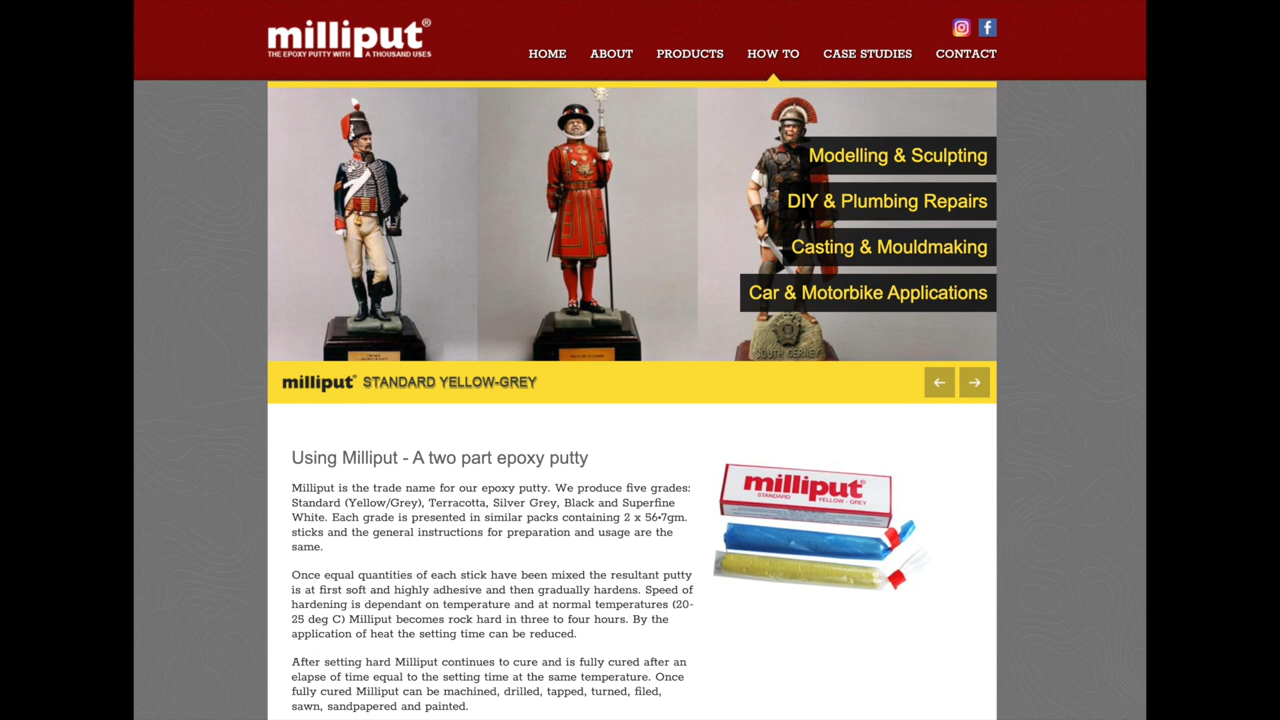 milliput®
THE EPOXY PUTTY WITH A THOUSAND USES
HOME ABOUT PRODUCTS HOW TO CASE STUDIES CONTACT
Modelling & Sculpting
DIY & Plumbing Repairs
Casting & Mouldmaking
Car & Motorbike Applications
SOUTH CERNEY
milliput® STANDARD YELLOW-GREY
Using Milliput - A two part epoxy putty
Milliput is the trade name for our epoxy putty. We produce five grades:
Standard (Yellow/Grey), Terracotta, Silver Grey, Black and Superfine
White. Each grade is presented in similar packs containing 2 x 56•7gm.
sticks and the general instructions for preparation and usage are the
same.
Once equal quantities of each stick have been mixed the resultant putty
is at first soft and highly adhesive and then gradually hardens. Speed of
hardening is dependant on temperature and at normal temperatures (20-
25 deg C) Milliput becomes rock hard in three to four hours. By the
application of heat the setting time can be reduced.
After setting hard Milliput continues to cure and is fully cured after an
elapse of time equal to the setting time at the same temperature. Once
fully cured Milliput can be machined, drilled, tapped, turned, filed,
sawn, sandpapered and painted.
milliput®
STANDARD YELLOW - GREY